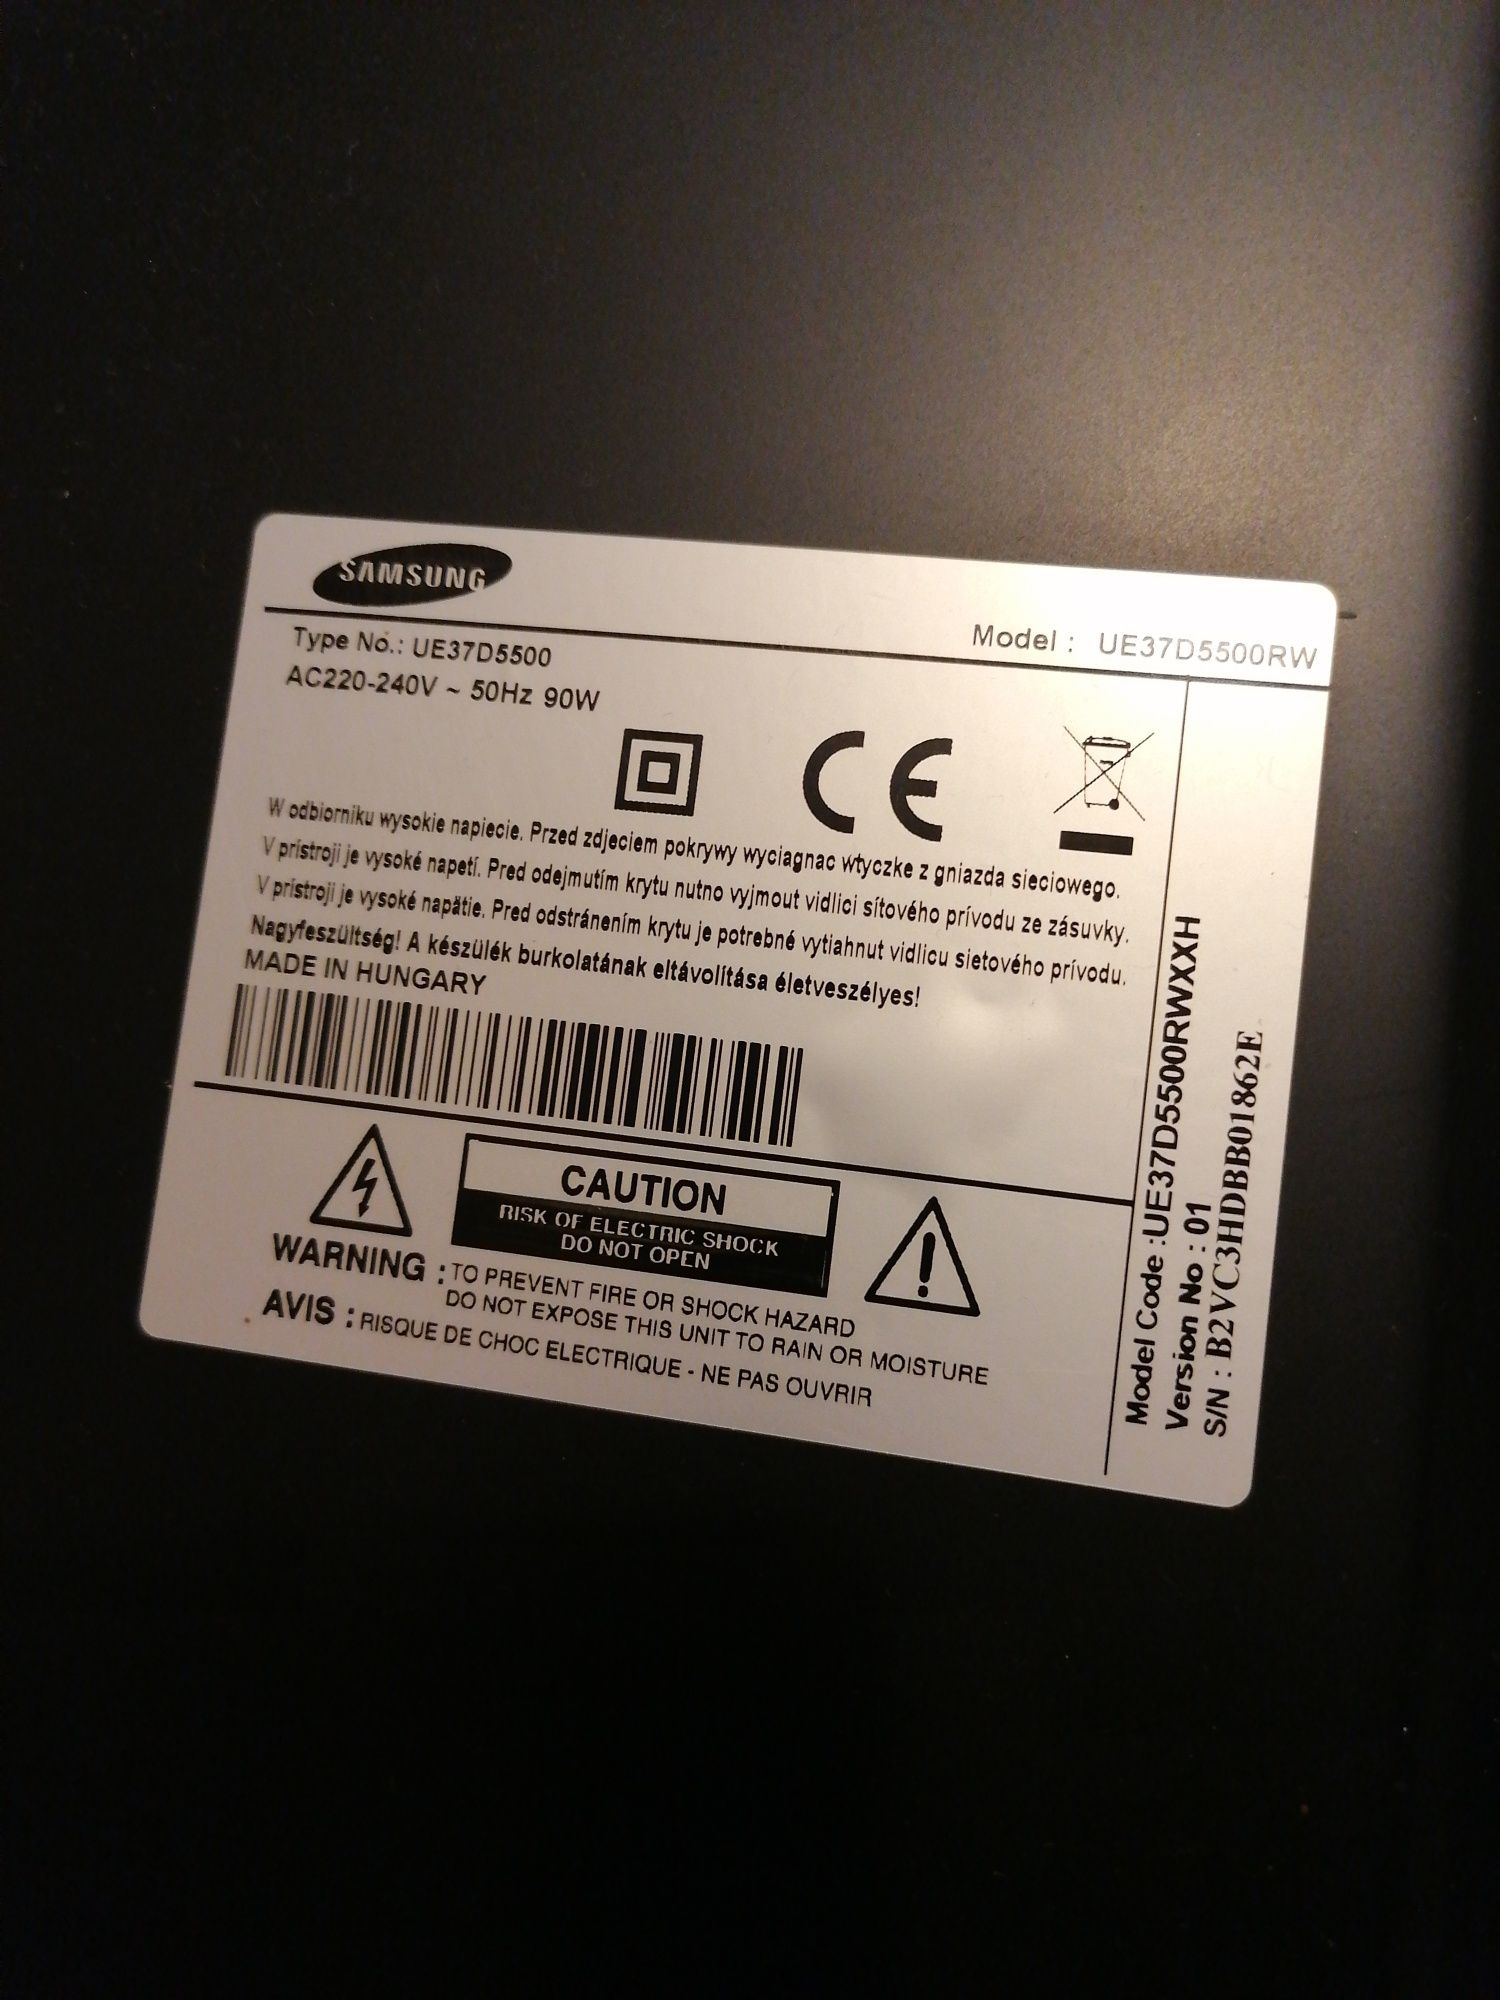 SAMSUNG
Type No.: UE37D5500
Model : UE37D5500RW
AC220-240V ~ 50Hz 90W
CE
W odbiorniku wysokie napiecie. Przed zdjeciem pokrywy wyciagnac wtyczke z gniazda sieciowego.
V prístroji je vysoké napetí. Pred odejmutím krytu nutno vyjmout vidlici sítového prívodu ze zásuvky.
V prístroji je vysoké napätie. Pred odstránením krytu je potrebné vytiahnut vidlicu sietového prívodu.
Nagyfeszültség! A készülék burkolatának eltávolítása életveszélyes!
MADE IN HUNGARY
CAUTION
RISK OF ELECTRIC SHOCK
DO NOT OPEN
WARNING : TO PREVENT FIRE OR SHOCK HAZARD
DO NOT EXPOSE THIS UNIT TO RAIN OR MOISTURE
AVIS : RISQUE DE CHOC ELECTRIQUE - NE PAS OUVRIR
Model Code :UE37D5500RWXXH
Version No : 01
S/N : B2VC3HDBB01862E